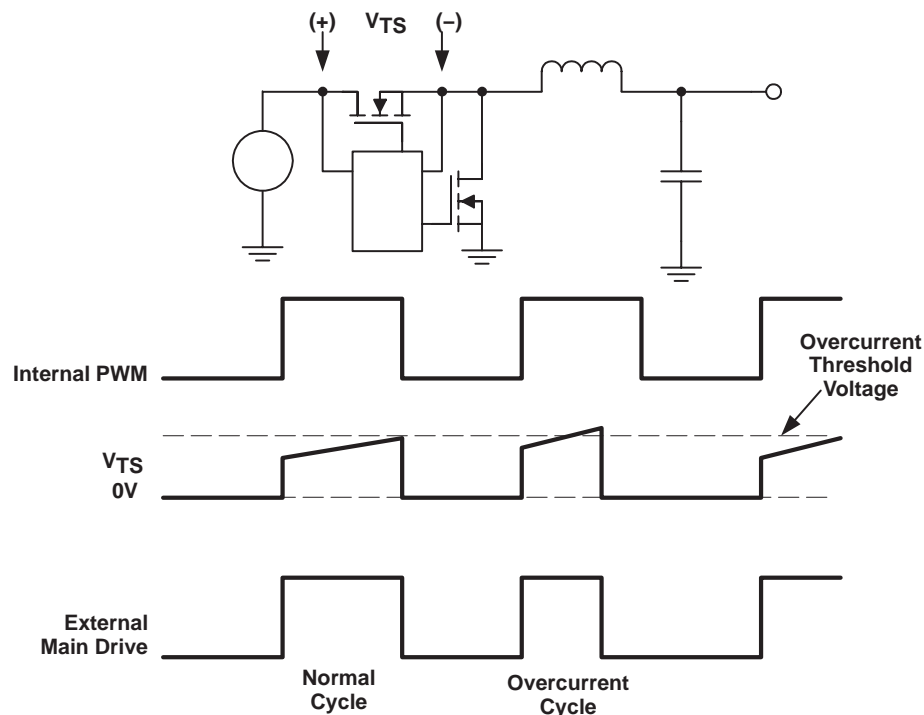 (+) VTS (–)
Internal PWM
Overcurrent
Threshold
Voltage
VTS
0V
External
Main Drive
Normal
Cycle
Overcurrent
Cycle